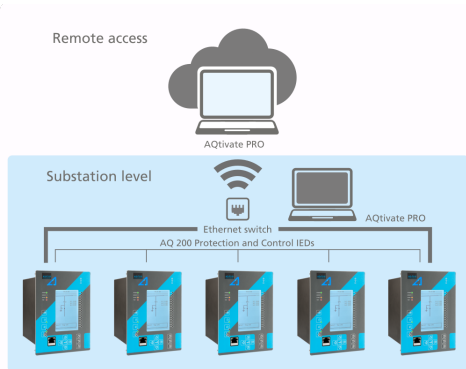 Remote access
AQtivate PRO
Substation level
AQtivate PRO
Ethernet switch
AQ 200 Protection and Control IEDs